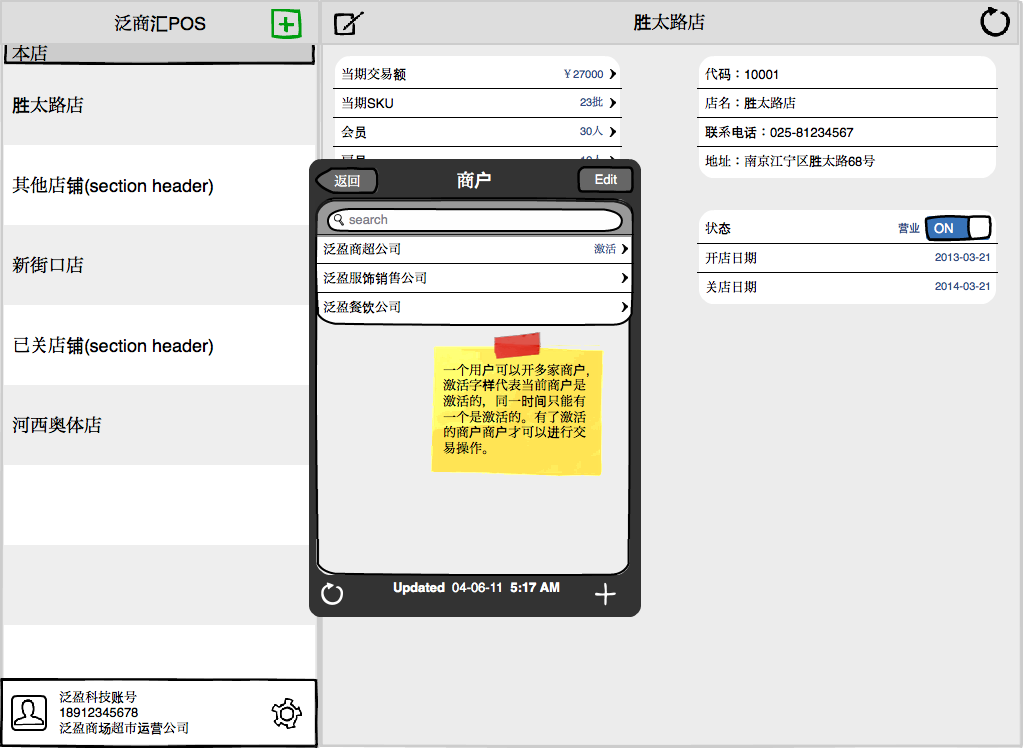 泛商汇POS
本店
胜太路店
其他店铺(section header)
新街口店
已关店铺(section header)
河西奥体店
泛盈科技账号
18912345678
泛盈商场超市运营公司
胜太路店
当期交易额 ￥27000
当期SKU 23批
会员 30人
代码：10001
店名：胜太路店
联系电话：025-81234567
地址：南京江宁区胜太路68号
状态 营业 ON
开店日期 2013-03-21
关店日期 2014-03-21
返回 商户 Edit
search
泛盈商超公司 激活
泛盈服饰销售公司
泛盈餐饮公司
一个用户可以开多家商户，
激活字样代表当前商户是
激活的，同一时间只能有
一个是激活的。有了激活
的商户商户才可以进行交
易操作。
Updated 04-06-11 5:17 AM